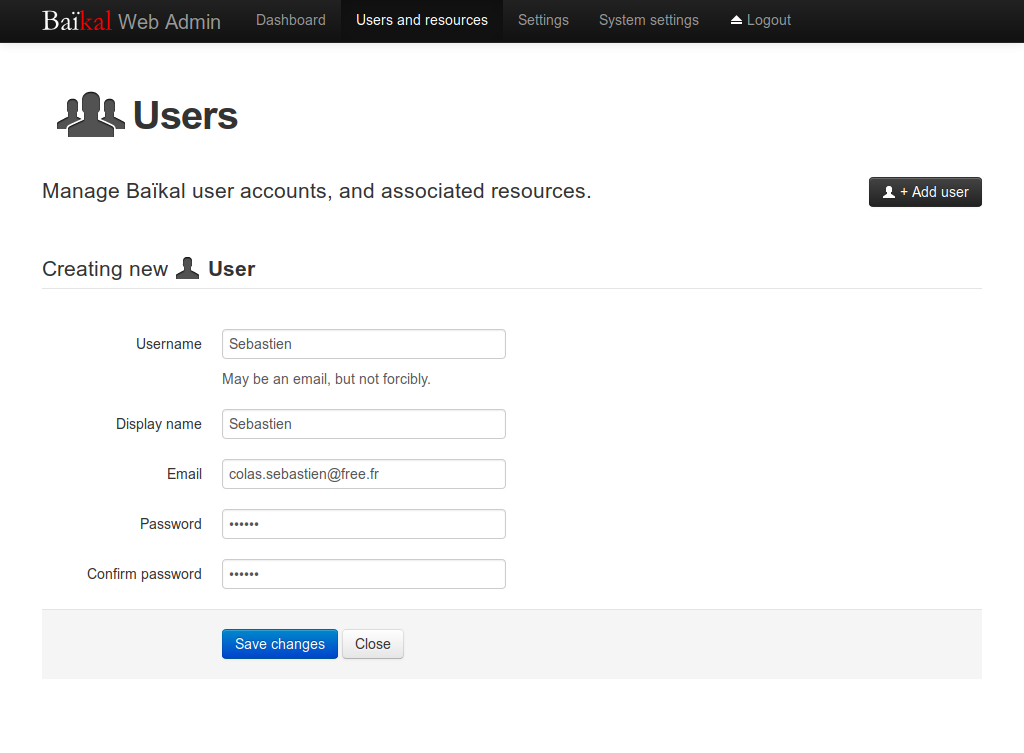 Baïkal Web Admin Dashboard Users and resources Settings System settings Logout
Users
Manage Baïkal user accounts, and associated resources.
+ Add user
Creating new User
Username Sebastien
May be an email, but not forcibly.
Display name Sebastien
Email colas.sebastien@free.fr
Password ••••••
Confirm password ••••••
Save changes Close